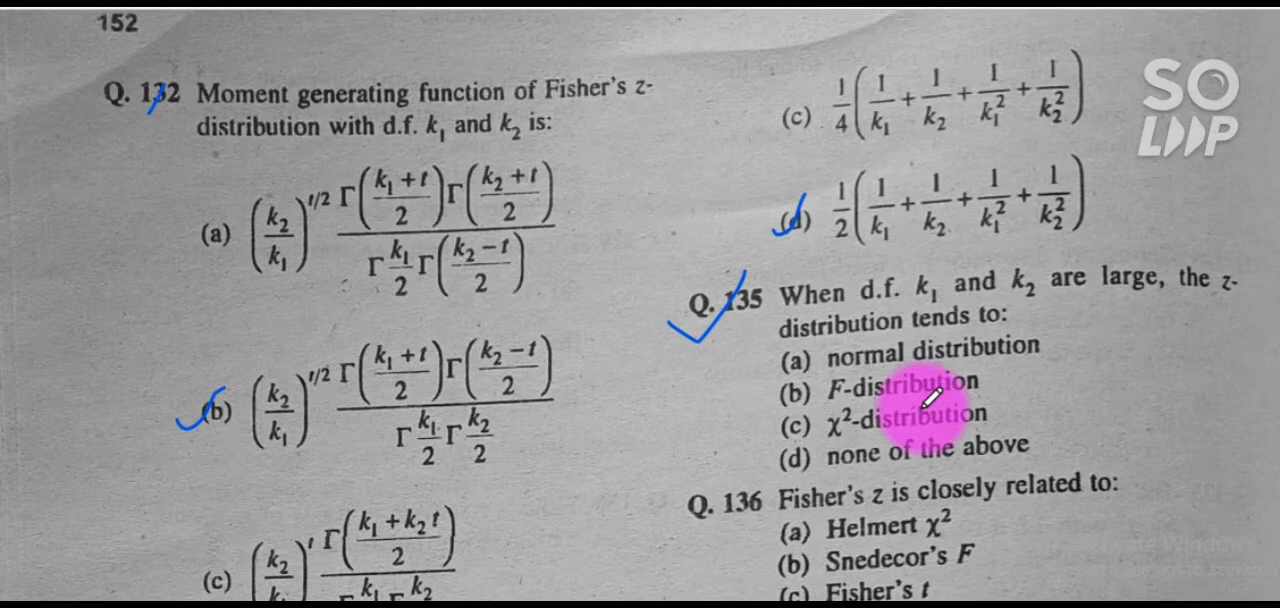 152
Q. 132 Moment generating function of Fisher's z-
distribution with d.f. k₁ and k₂ is:
(a) (k₂/k₁)^(t/2) Γ((k₁ + t)/2) Γ((k₂ + t)/2) / Γ(k₁/2) Γ((k₂ − t)/2)
(b) (k₂/k₁)^(t/2) Γ((k₁ + t)/2) Γ((k₂ − t)/2) / Γ(k₁/2) Γ(k₂/2)
(c) (k₂/k₁)^t Γ((k₁ + k₂ t)/2) / Γ k₁ Γ k₂
(c) 1/4 (1/k₁ + 1/k₂ + 1/k₁² + 1/k₂²)
(d) 1/2 (1/k₁ + 1/k₂ + 1/k₁² + 1/k₂²)
Q. 135 When d.f. k₁ and k₂ are large, the z-
distribution tends to:
(a) normal distribution
(b) F-distribution
(c) χ²-distribution
(d) none of the above
Q. 136 Fisher's z is closely related to:
(a) Helmert χ²
(b) Snedecor's F
(c) Fisher's t
SO
LOOP